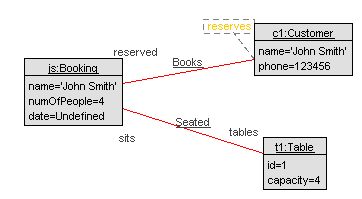 reserves
c1:Customer
name='John Smith'
phone=123456
reserved
Books
js:Booking
name='John Smith'
numOfPeople=4
date=Undefined
Seated
sits
tables
t1:Table
id=1
capacity=4